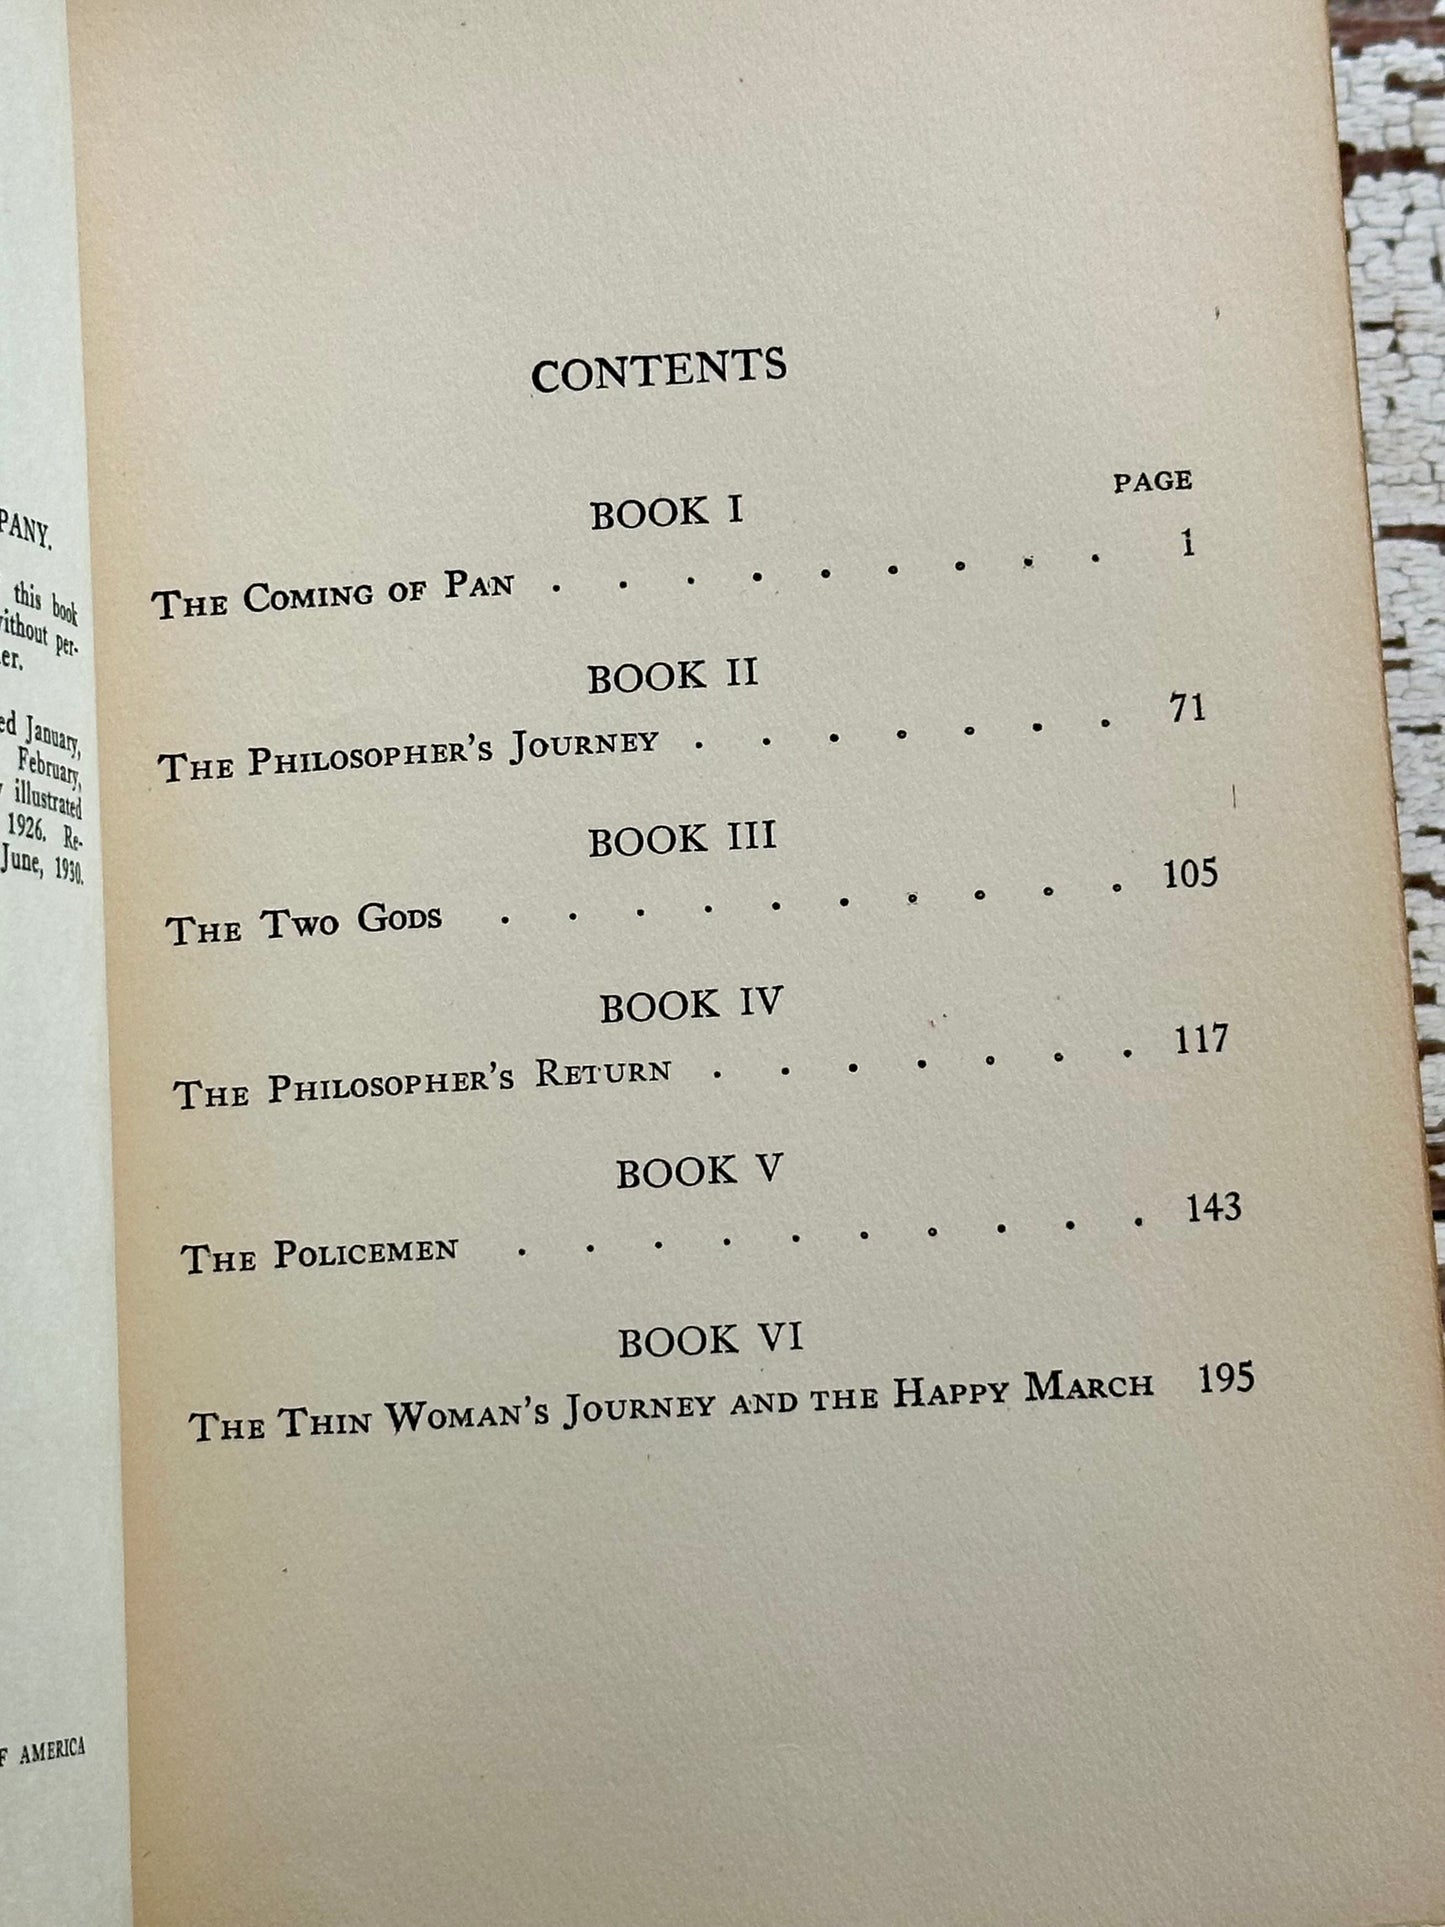 PANY.
this book
without per-
er.
ed January,
February,
illustrated
1926. Re-
June, 1930.
F AMERICA
CONTENTS
PAGE
BOOK I
THE COMING OF PAN . . . . . . . . . 1
BOOK II
THE PHILOSOPHER'S JOURNEY . . . . . . . 71
BOOK III
THE TWO GODS . . . . . . . . . . 105
BOOK IV
THE PHILOSOPHER'S RETURN . . . . . . . 117
BOOK V
THE POLICEMEN . . . . . . . . . . 143
BOOK VI
THE THIN WOMAN'S JOURNEY AND THE HAPPY MARCH 195